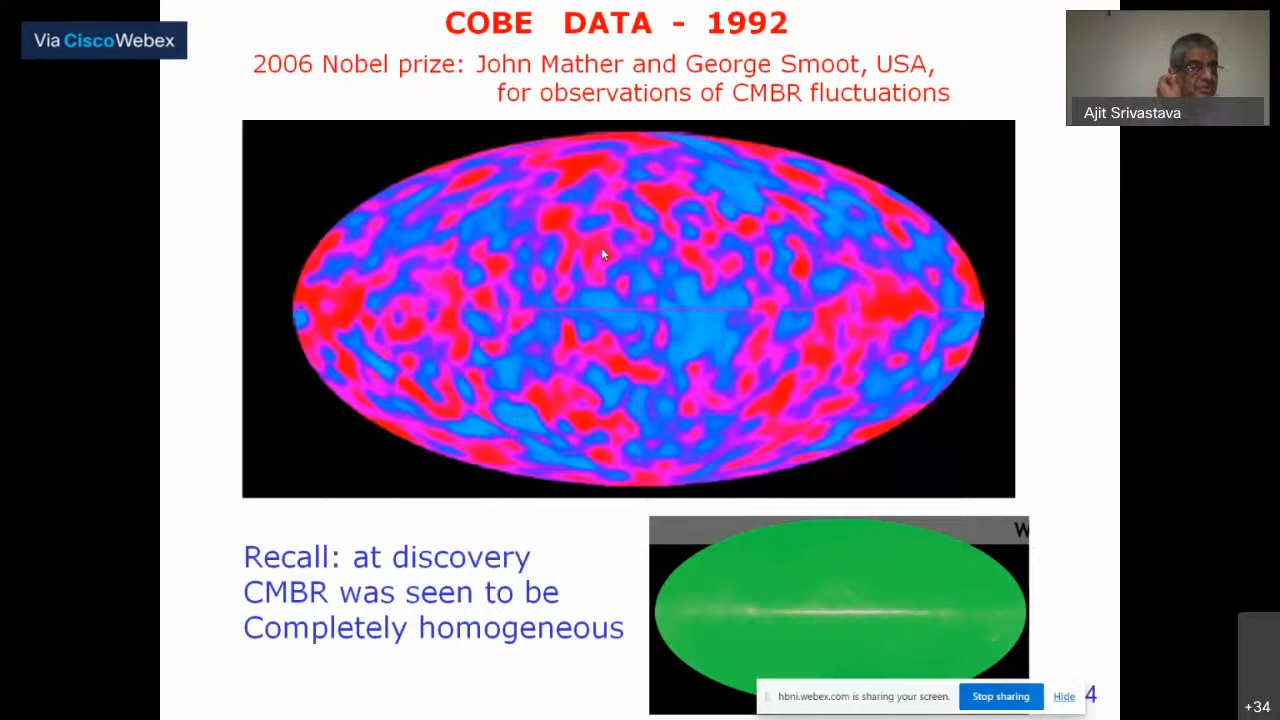 Via CiscoWebex
COBE DATA - 1992
2006 Nobel prize: John Mather and George Smoot, USA,
for observations of CMBR fluctuations
Ajit Srivastava
Recall: at discovery
CMBR was seen to be
Completely homogeneous
W
hbni.webex.com is sharing your screen.
Stop sharing
Hide
4
+34